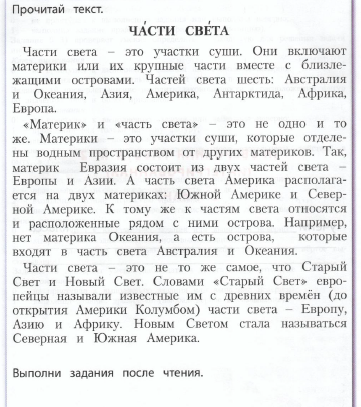 Прочитай текст.
ЧА́СТИ СВЕ́ТА
Части света – это участки суши. Они включают
материки или их крупные части вместе с близле-
жащими островами. Частей света шесть: Австралия
и Океания, Азия, Америка, Антарктида, Африка,
Европа.
«Материк» и «часть света» – это не одно и то
же. Материки – это участки суши, которые отделе-
ны водным пространством от других материков. Так,
материк Евразия состоит из двух частей света –
Европы и Азии. А часть света Америка располага-
ется на двух материках: Южной Америке и Север-
ной Америке. К тому же к частям света относятся
и расположенные рядом с ними острова. Например,
нет материка Океания, а есть острова, которые
входят в часть света Австралия и Океания.
Части света – это не то же самое, что Старый
Свет и Новый Свет. Словами «Старый Свет» евро-
пейцы называли известные им с древних времён (до
открытия Америки Колумбом) части света – Европу,
Азию и Африку. Новым Светом стала называться
Северная и Южная Америка.
Выполни задания после чтения.